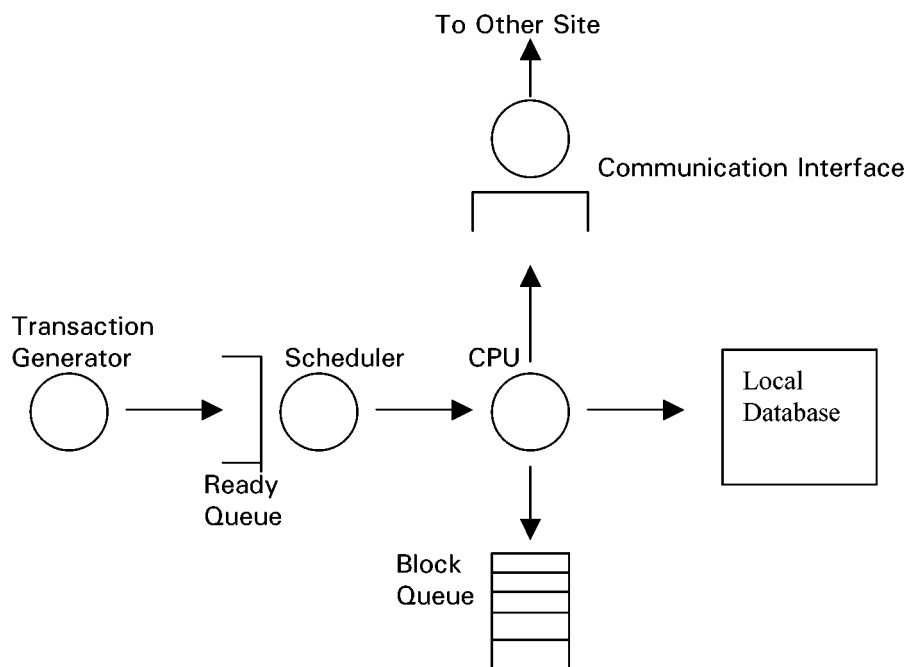 To Other Site
Communication Interface
Transaction
Generator
Scheduler
CPU
Local
Database
Ready
Queue
Block
Queue